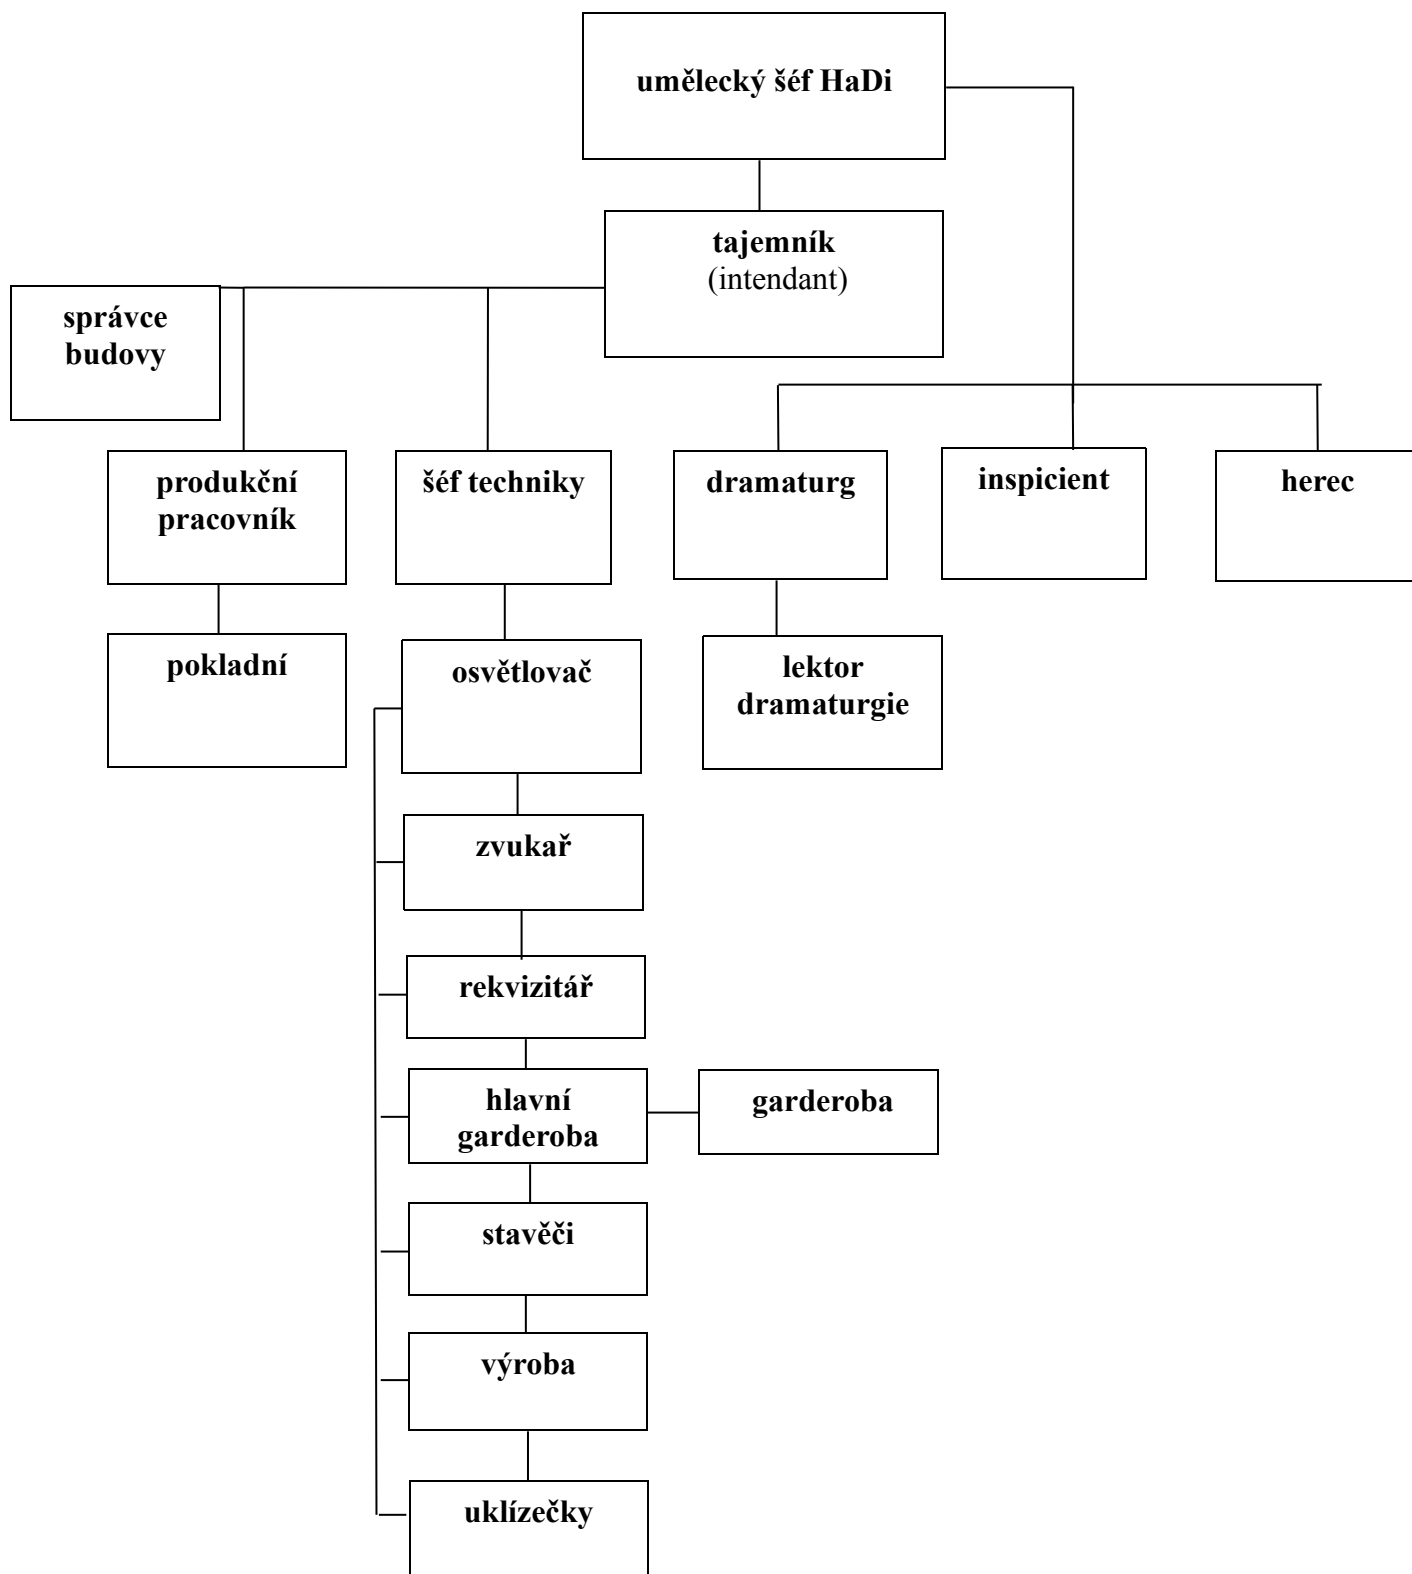 umělecký šéf HaDi
tajemník
(intendant)
správce
budovy
produkční
pracovník
šéf techniky
dramaturg
inspicient
herec
pokladní
osvětlovač
lektor
dramaturgie
zvukař
rekvizitář
hlavní
garderoba
garderoba
stavěči
výroba
uklízečky